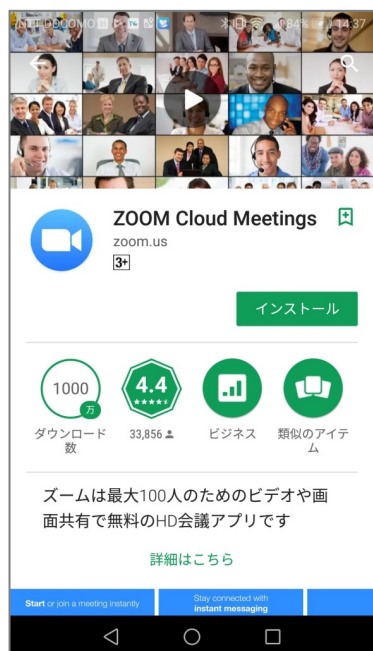 NTT DOCOMO
84% 14:37
ZOOM Cloud Meetings
zoom.us
3+
インストール
1000
万
4.4
ダウンロード
数
33,856
ビジネス
類似のアイテ
ム
ズームは最大100人のためのビデオや画
面共有で無料のHD会議アプリです
詳細はこちら
Start or join a meeting instantly
Stay connected with
instant messaging